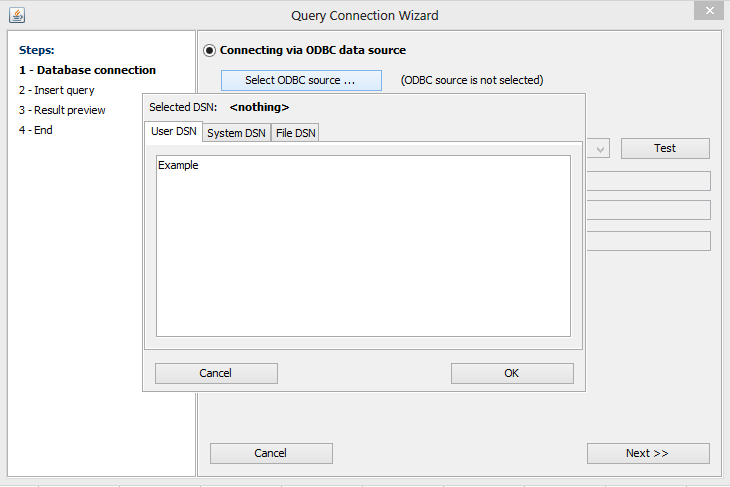 Query Connection Wizard
Steps:
1 - Database connection
2 - Insert query
3 - Result preview
4 - End
Connecting via ODBC data source
Select ODBC source ... (ODBC source is not selected)
Selected DSN: <nothing>
User DSN System DSN File DSN
Example
Test
Cancel OK
Cancel Next >>